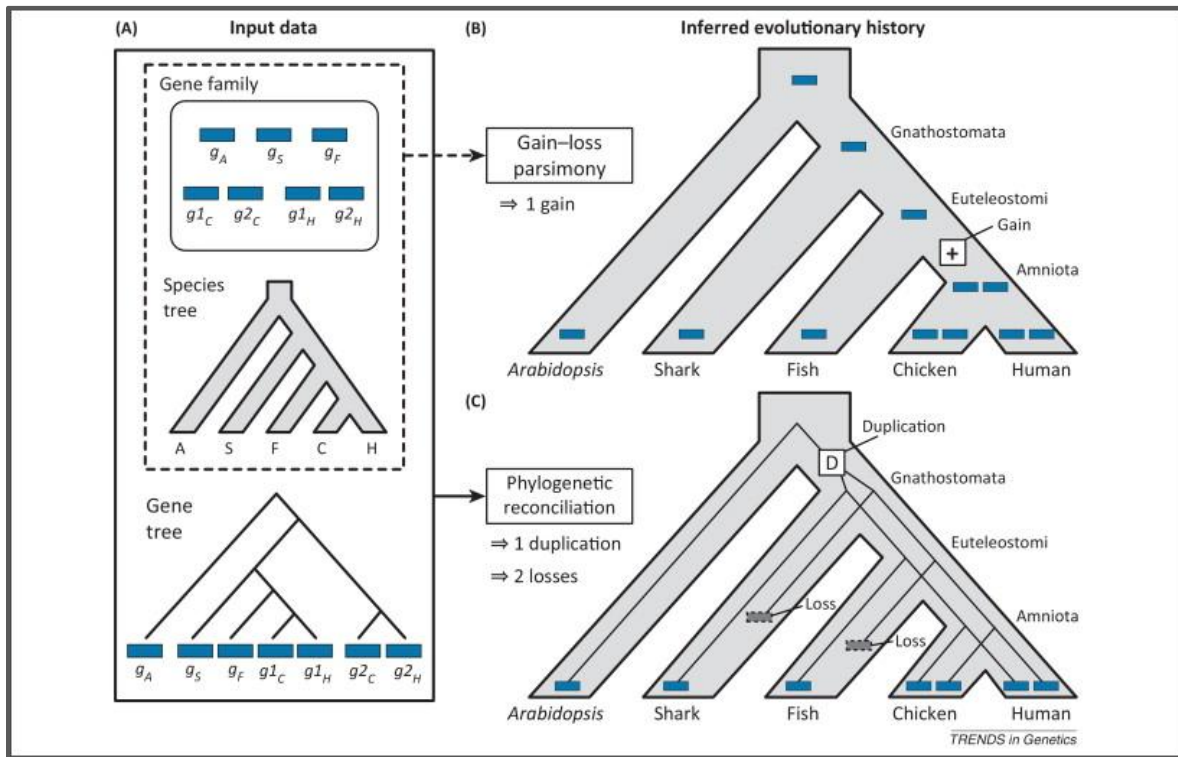 (A) Input data
Gene family
g_A g_S g_F
g1_C g2_C g1_H g2_H
Species
tree
A S F C H
Gene
tree
g_A g_S g_F g1_C g1_H g2_C g2_H
Gain–loss
parsimony
⇒ 1 gain
Phylogenetic
reconciliation
⇒ 1 duplication
⇒ 2 losses
(B) Inferred evolutionary history
Gnathostomata
Euteleostomi
Gain
+
Amniota
Arabidopsis Shark Fish Chicken Human
(C)
Duplication
D
Gnathostomata
Euteleostomi
Amniota
Loss
Loss
Arabidopsis Shark Fish Chicken Human
TRENDS in Genetics